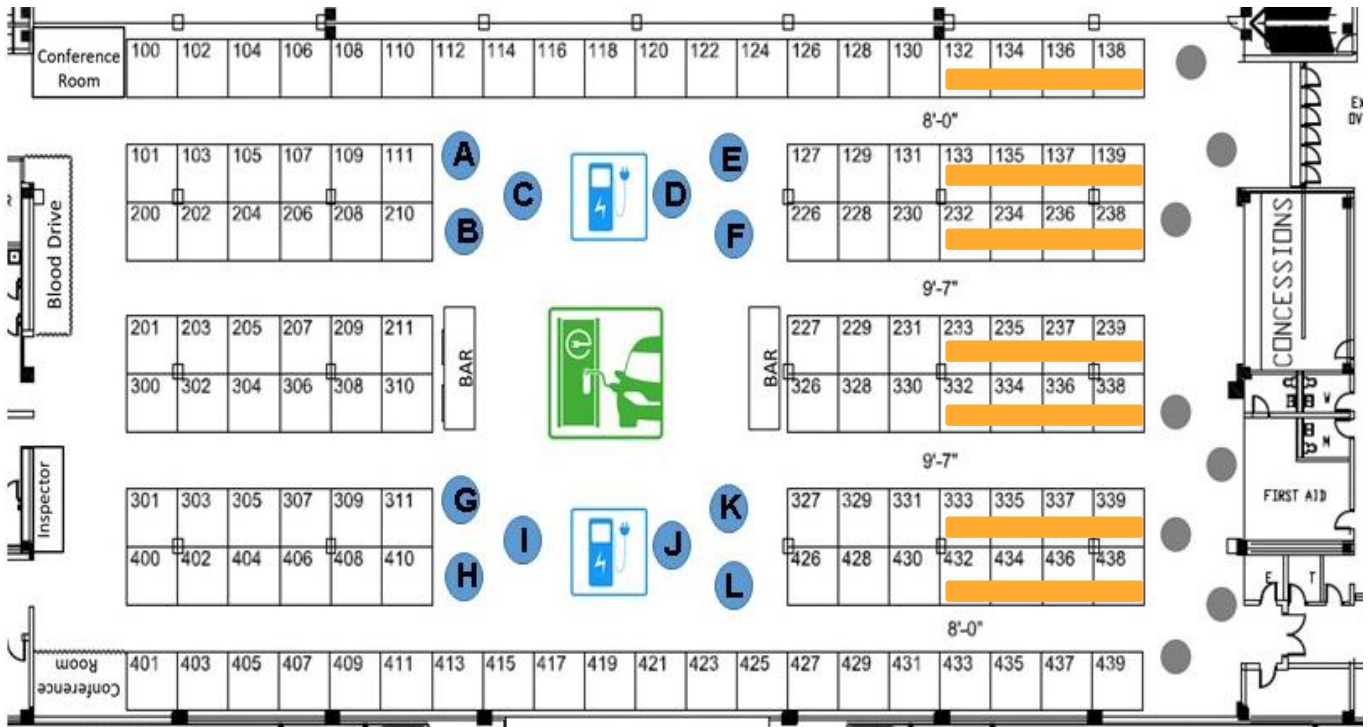 Conference
Room
100 102 104 106 108 110 112 114 116 118 120 122 124 126 128 130 132 134 136 138
8'-0"
101 103 105 107 109 111
A
C
D
E
127 129 131 133 135 137 139
200 202 204 206 208 210
B
F
226 228 230 232 234 236 238
Blood Drive
CONCESSIONS
9'-7"
201 203 205 207 209 211
BAR
BAR
227 229 231 233 235 237 239
300 302 304 306 308 310
326 328 330 332 334 336 338
W
M
9'-7"
Inspector
FIRST AID
301 303 305 307 309 311
G
I
J
K
327 329 331 333 335 337 339
400 402 404 406 408 410
H
L
426 428 430 432 434 436 438
E T
8'-0"
Conference
Room
401 403 405 407 409 411 413 415 417 419 421 423 425 427 429 431 433 435 437 439